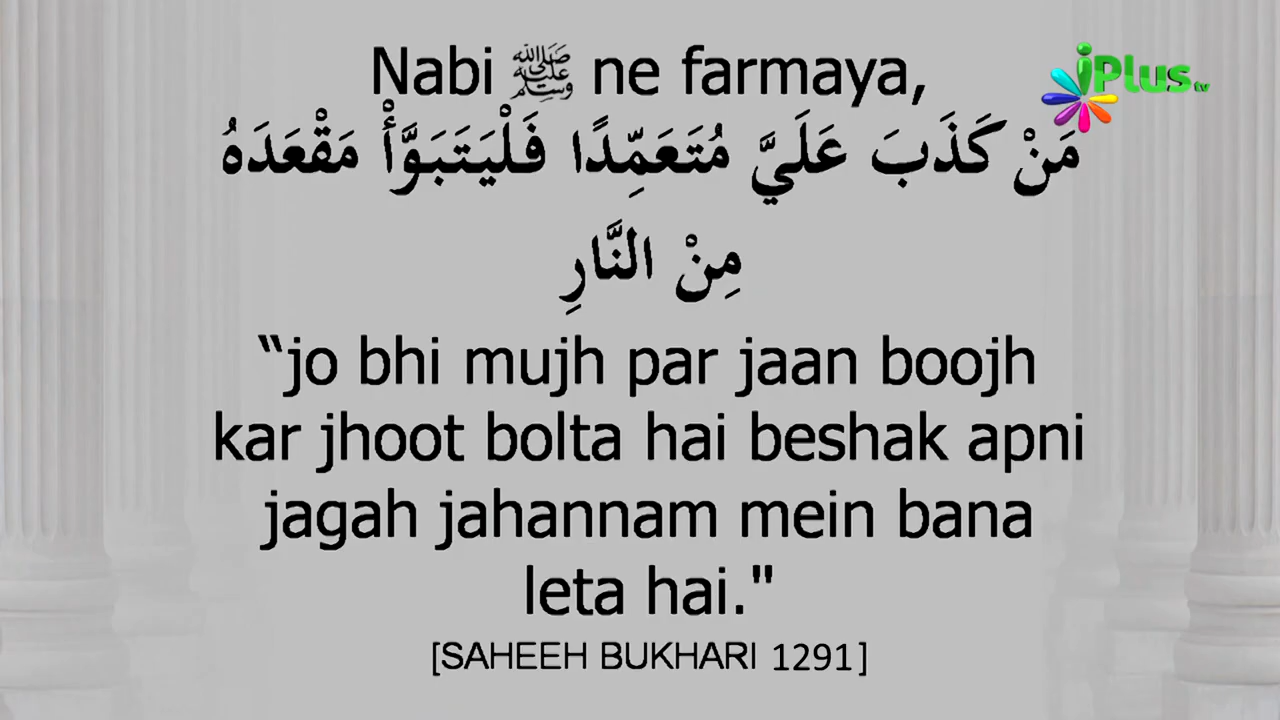 Nabi ﷺ ne farmaya,
iPlus tv
مَنْ كَذَبَ عَلَيَّ مُتَعَمِّدًا فَلْيَتَبَوَّأْ مَقْعَدَهُ
مِنْ النَّارِ
“jo bhi mujh par jaan boojh
kar jhoot bolta hai beshak apni
jagah jahannam mein bana
leta hai."
[SAHEEH BUKHARI 1291]